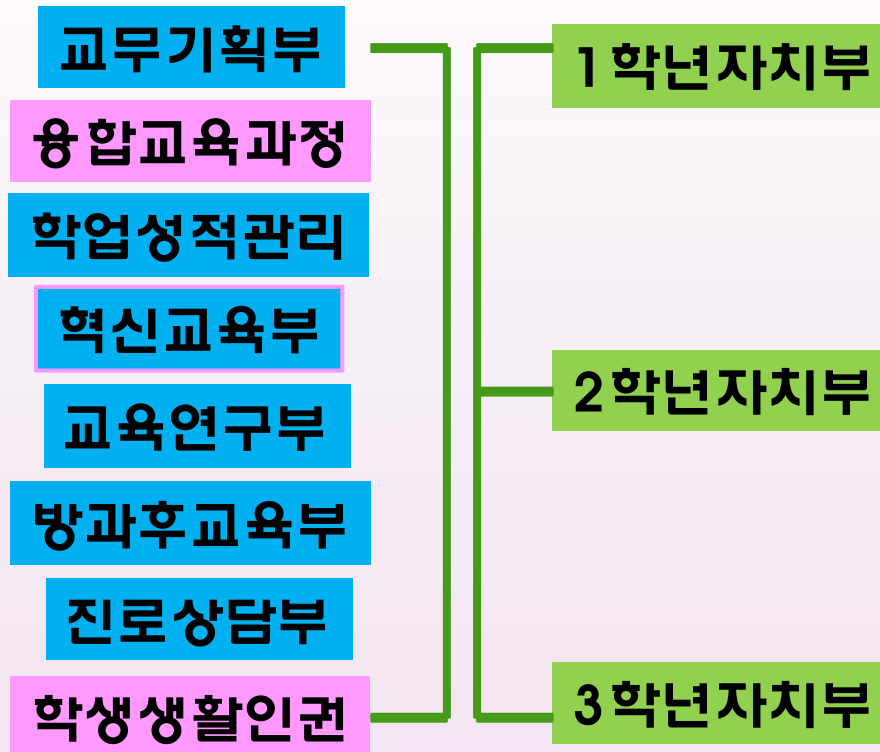 교무기획부
융합교육과정
학업성적관리
혁신교육부
교육연구부
방과후교육부
진로상담부
학생생활인권
1학년자치부
2학년자치부
3학년자치부